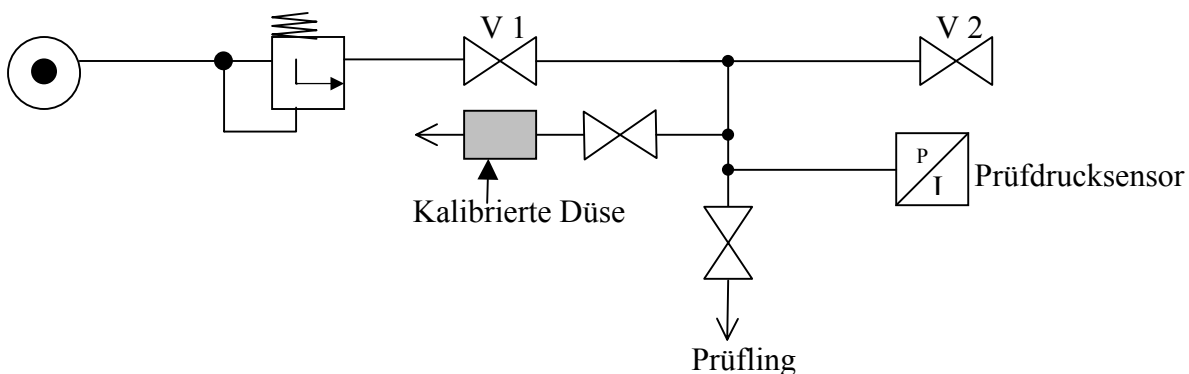 V 1
V 2
P
I
Prüfdrucksensor
Kalibrierte Düse
Prüfling